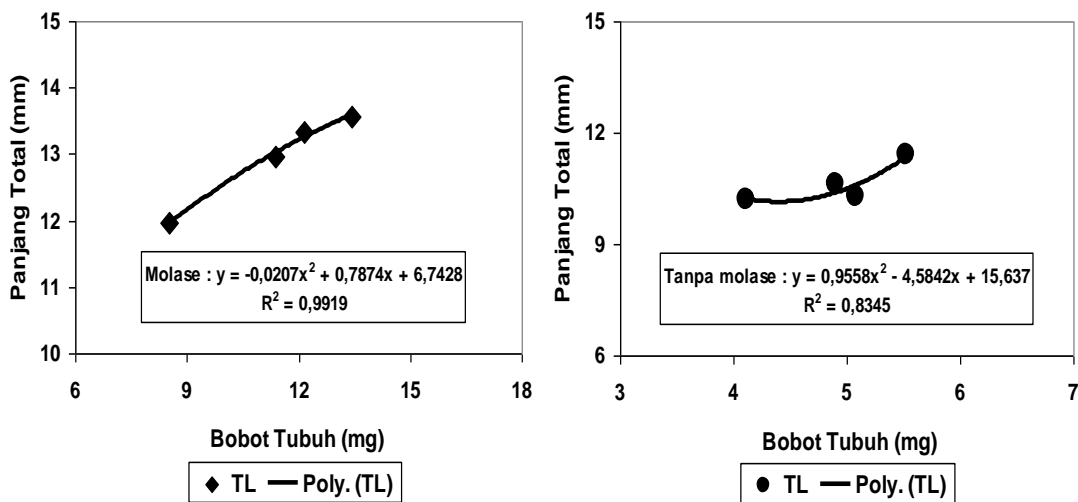 Panjang Total (mm)
15
14
13
12
11
10
Molase : y = -0,0207x² + 0,7874x + 6,7428
R² = 0,9919
6
9
12
15
18
Bobot Tubuh (mg)
TL
Poly. (TL)
Panjang Total (mm)
15
12
9
6
Tanpa molase : y = 0,9558x² - 4,5842x + 15,637
R² = 0,8345
3
4
5
6
7
Bobot Tubuh (mg)
TL
Poly. (TL)